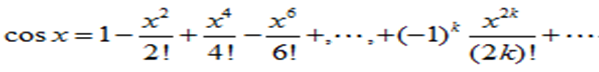 cos x = 1 − x²/2! + x⁴/4! − x⁶/6! +,⋯,+(−1)ᵏ x²ᵏ/(2k)! + ⋯